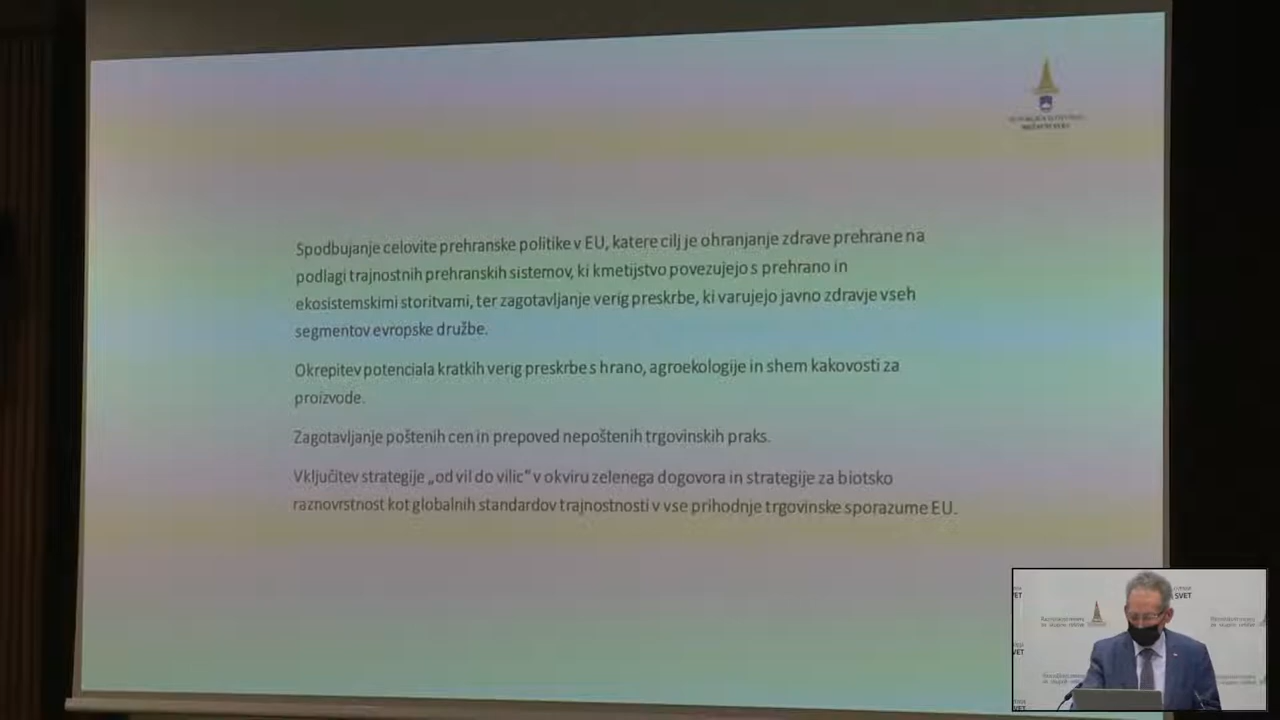 Spodbujanje celovite prehranske politike v EU, katere cilj je ohranjanje zdrave prehrane na
podlagi trajnostnih prehranskih sistemov, ki kmetijstvo povezujejo s prehrano in
ekosistemskimi storitvami, ter zagotavljanje verig preskrbe, ki varujejo javno zdravje vseh
segmentov evropske družbe.
Okrepitev potenciala kratkih verig preskrbe s hrano, agroekologije in shem kakovosti za
proizvode.
Zagotavljanje poštenih cen in prepoved nepoštenih trgovinskih praks.
Vključitev strategije „od vil do vilic“ v okviru zelenega dogovora in strategije za biotsko
raznovrstnost kot globalnih standardov trajnostnosti v vse prihodnje trgovinske sporazume EU.
SVET